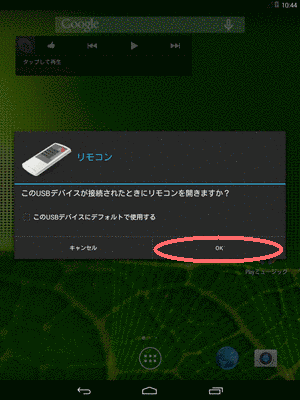 10:44
Google
タップして再生
リモコン
このUSBデバイスが接続されたときにリモコンを開きますか？
このUSBデバイスにデフォルトで使用する
キャンセル
OK
Playミュージック